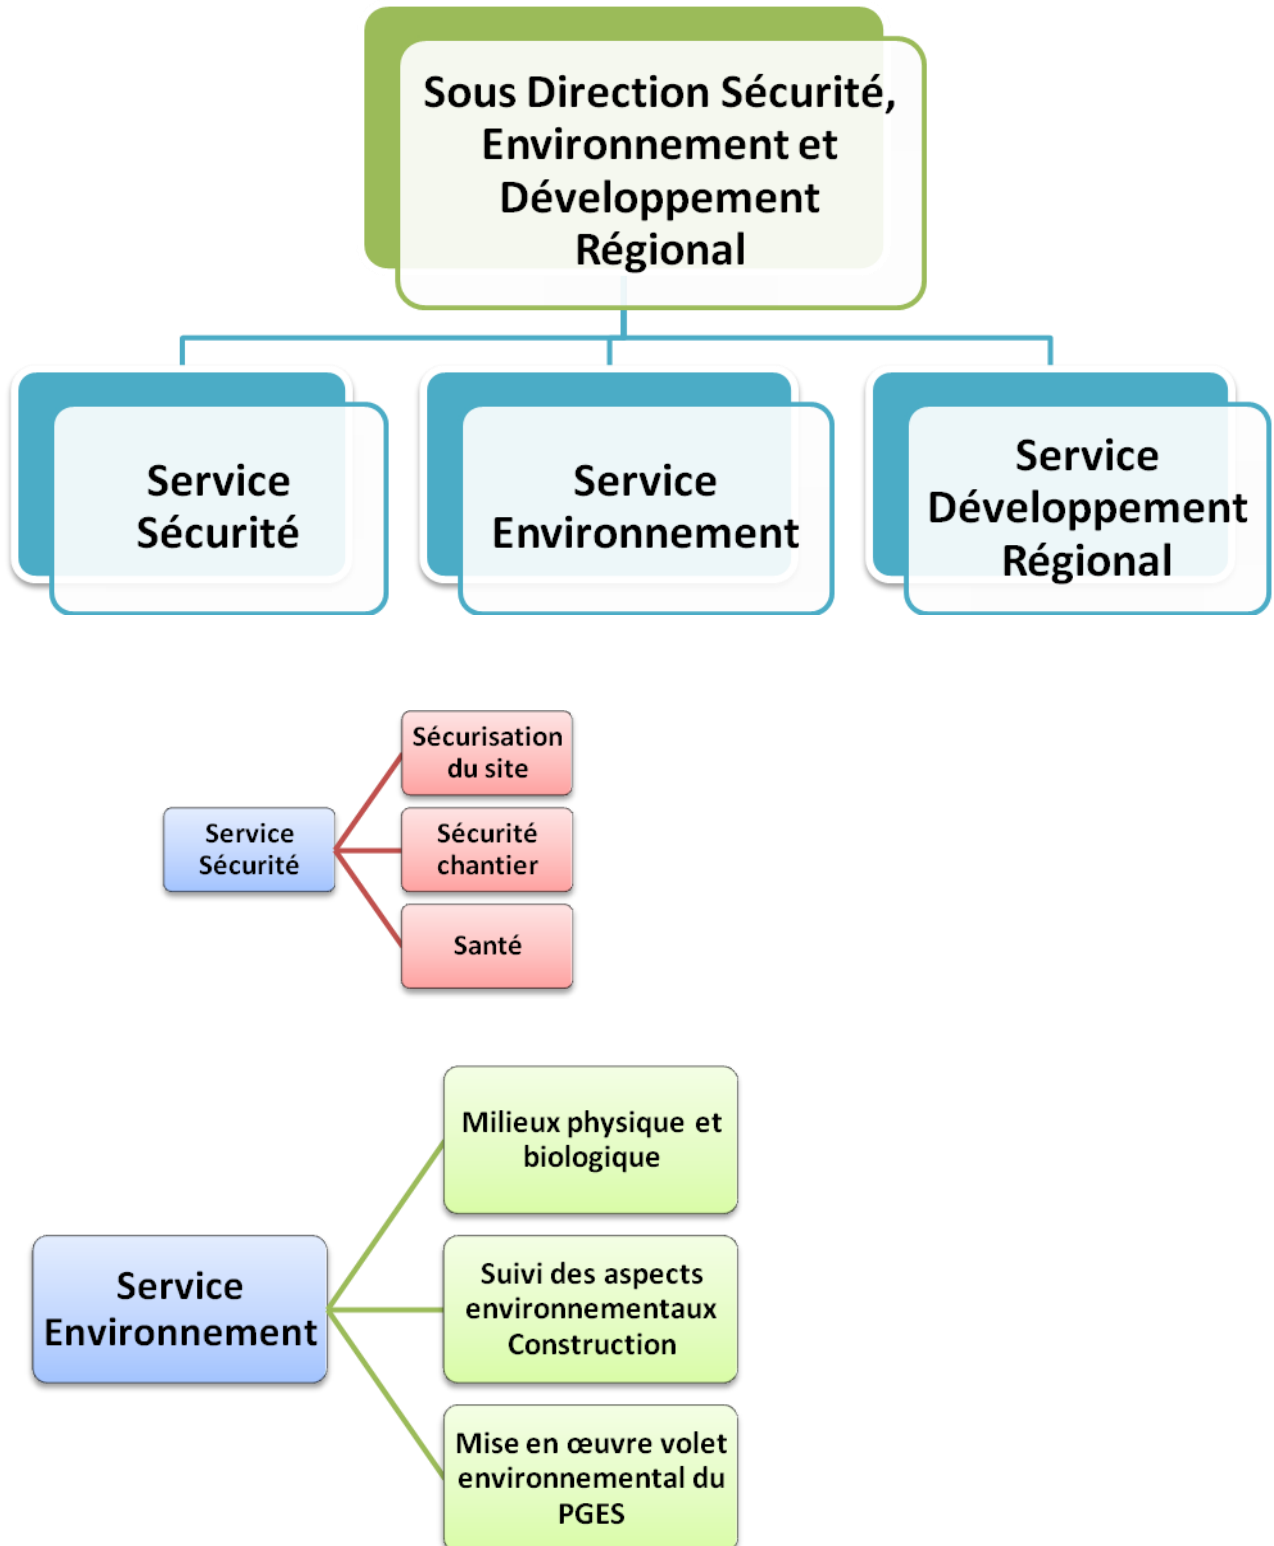 Sous Direction Sécurité,
Environnement et
Développement
Régional
Service
Sécurité
Service
Environnement
Service
Développement
Régional
Sécurisation
du site
Service
Sécurité
Sécurité
chantier
Santé
Milieux physique et
biologique
Service
Environnement
Suivi des aspects
environnementaux
Construction
Mise en œuvre volet
environnemental du
PGES